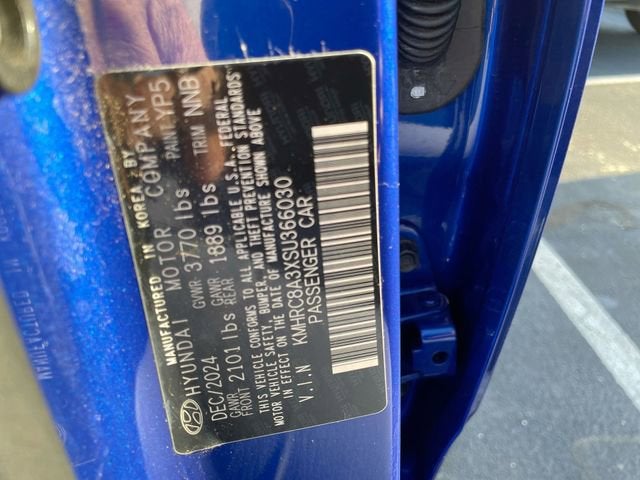 MANUFACTURED IN KOREA BY
HYUNDAI MOTOR COMPANY
DEC/2024 GVWR 3770 lbs PAINT YP5
GAWR FRONT 2101lbs GAWR REAR 1889 lbs TRIM NNB
THIS VEHICLE CONFORMS TO ALL APPLICABLE U.S.A. FEDERAL
MOTOR VEHICLE SAFETY, BUMPER, AND THEFT PREVENTION STANDARDS
IN EFFECT ON THE DATE OF MANUFACTURE SHOWN ABOVE
V.I.N KMHRC8A3XSU366030
PASSENGER CAR